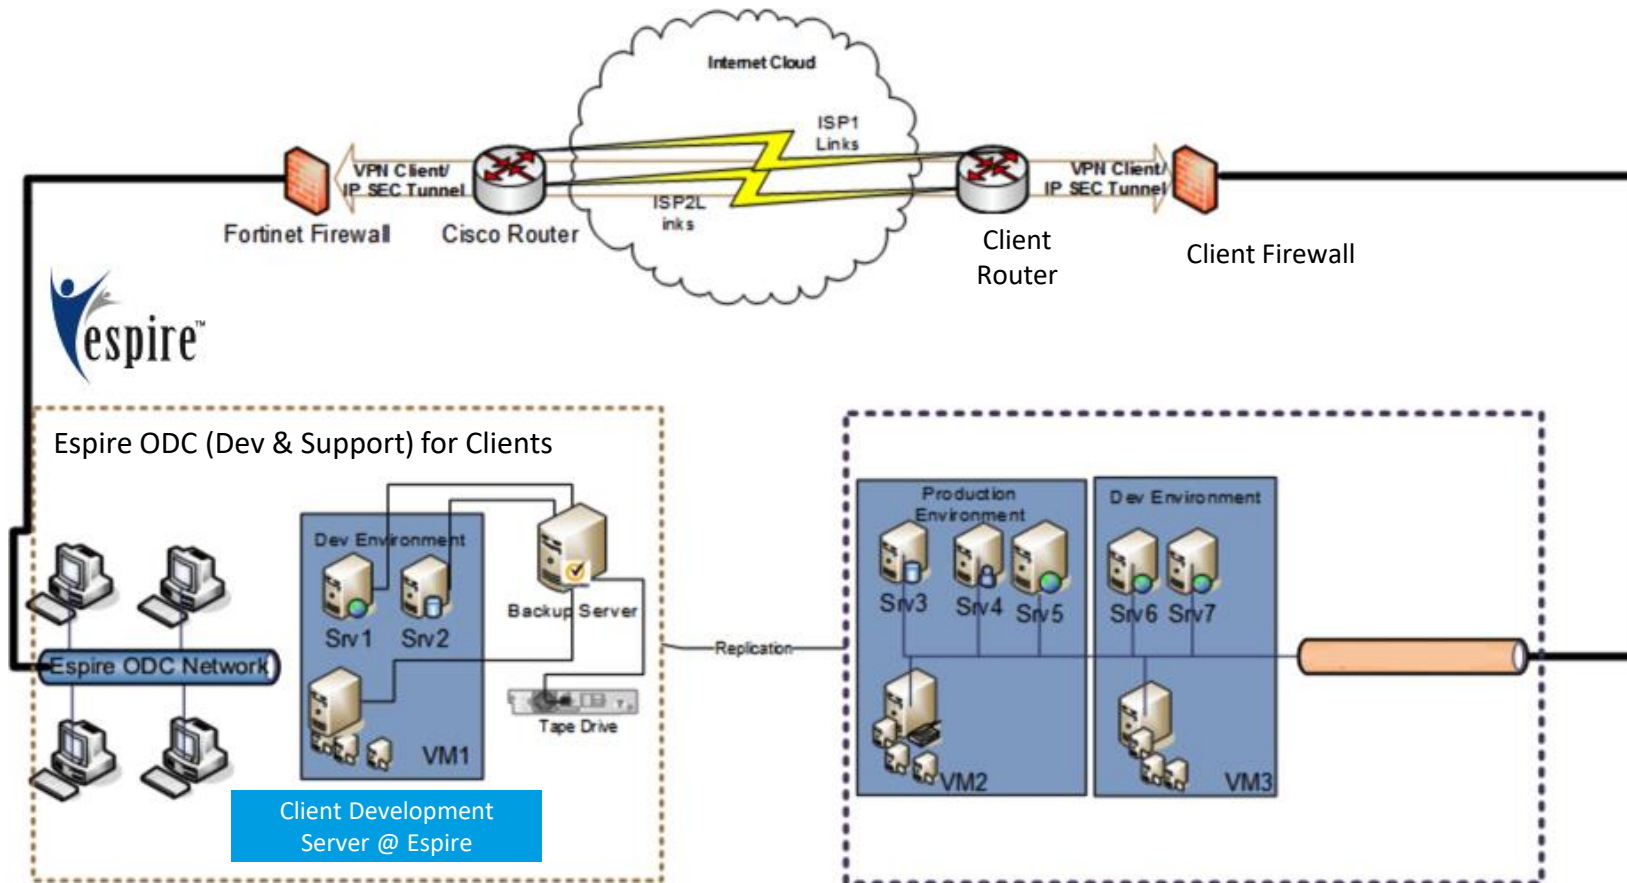 Internet Cloud
ISP1
Links
VPN Client/
IP SEC Tunnel
VPN Client/
IP SEC Tunnel
ISP2L
inks
Fortinet Firewall
Cisco Router
Client
Router
Client Firewall
espire™
Espire ODC (Dev & Support) for Clients
Dev Environment
Srv1
Srv2
Backup Server
Espire ODC Network
Tape Drive
VM1
Client Development
Server @ Espire
Replication
Production
Environment
Srv3
Srv4
Srv5
VM2
Dev Environment
Srv6
Srv7
VM3